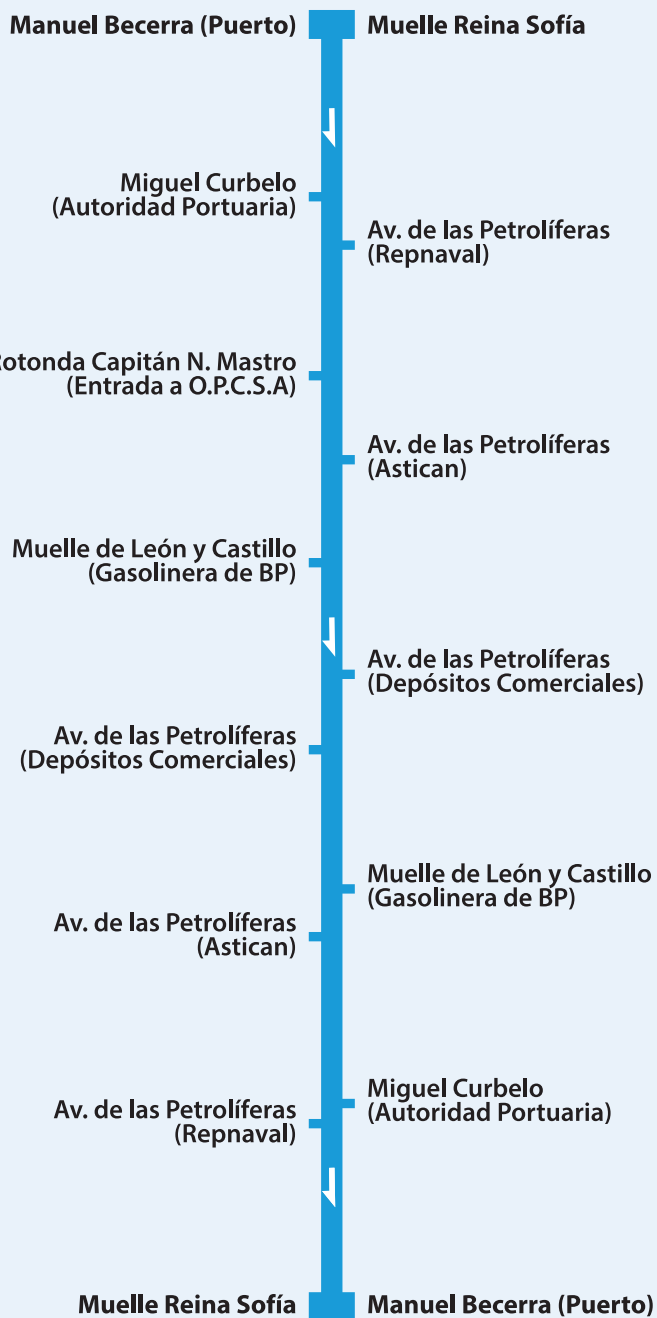 Manuel Becerra (Puerto)
Miguel Curbelo
(Autoridad Portuaria)
Rotonda Capitán N. Mastro
(Entrada a O.P.C.S.A)
Muelle de León y Castillo
(Gasolinera de BP)
Av. de las Petrolíferas
(Depósitos Comerciales)
Av. de las Petrolíferas
(Astican)
Av. de las Petrolíferas
(Repnaval)
Muelle Reina Sofía
Muelle Reina Sofía
Av. de las Petrolíferas
(Repnaval)
Av. de las Petrolíferas
(Astican)
Av. de las Petrolíferas
(Depósitos Comerciales)
Muelle de León y Castillo
(Gasolinera de BP)
Miguel Curbelo
(Autoridad Portuaria)
Manuel Becerra (Puerto)